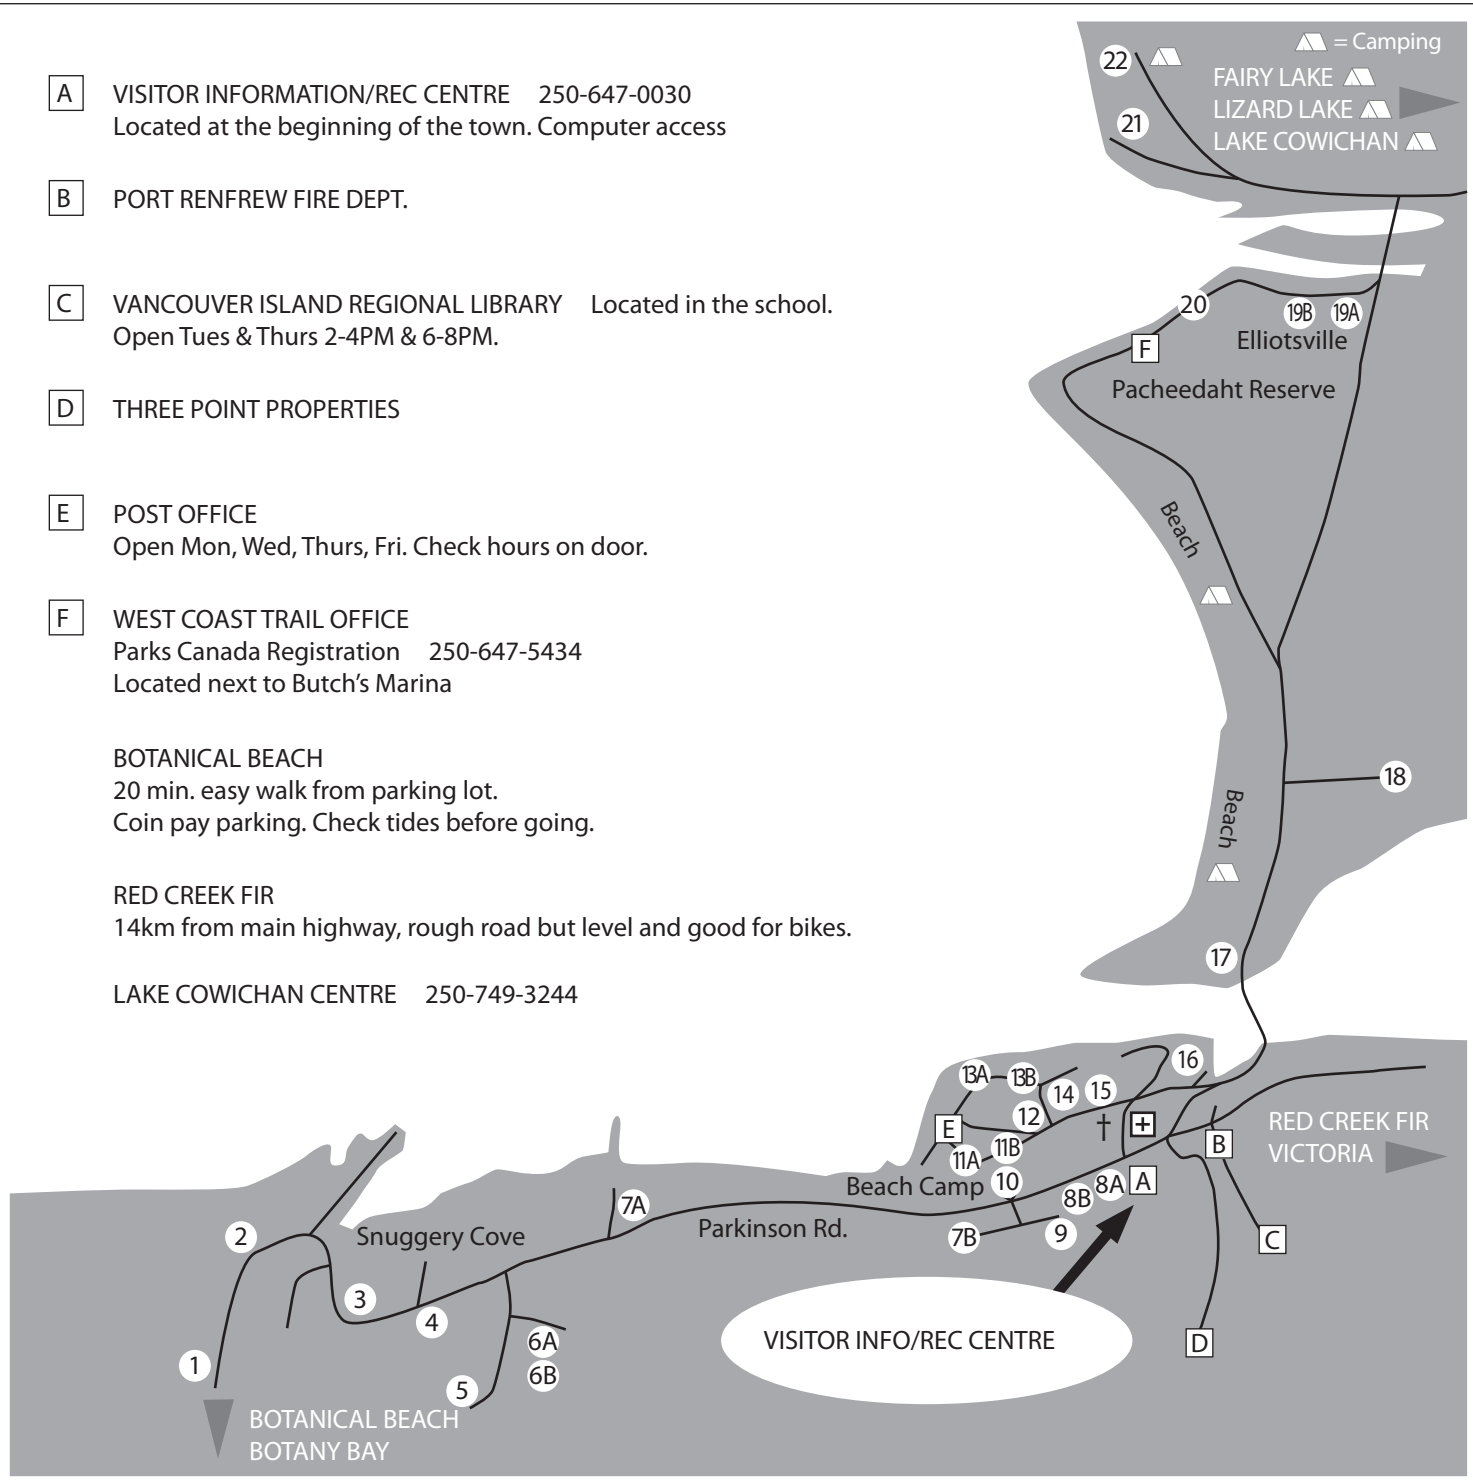 A
VISITOR INFORMATION/REC CENTRE 250-647-0030
Located at the beginning of the town. Computer access
B
PORT RENFREW FIRE DEPT.
C
VANCOUVER ISLAND REGIONAL LIBRARY Located in the school.
Open Tues & Thurs 2-4PM & 6-8PM.
D
THREE POINT PROPERTIES
E
POST OFFICE
Open Mon, Wed, Thurs, Fri. Check hours on door.
F
WEST COAST TRAIL OFFICE
Parks Canada Registration 250-647-5434
Located next to Butch's Marina
BOTANICAL BEACH
20 min. easy walk from parking lot.
Coin pay parking. Check tides before going.
RED CREEK FIR
14km from main highway, rough road but level and good for bikes.
LAKE COWICHAN CENTRE 250-749-3244
= Camping
FAIRY LAKE
LIZARD LAKE
LAKE COWICHAN
22
21
20
19B
19A
Elliotsville
F
Pacheedaht Reserve
Beach
18
Beach
17
16
13A
13B
14
15
12
E
11B
11A
B
RED CREEK FIR
VICTORIA
Beach Camp
10
8B
8A
A
7A
Parkinson Rd.
7B
9
C
2
Snuggery Cove
3
4
6A
6B
VISITOR INFO/REC CENTRE
D
1
5
BOTANICAL BEACH
BOTANY BAY